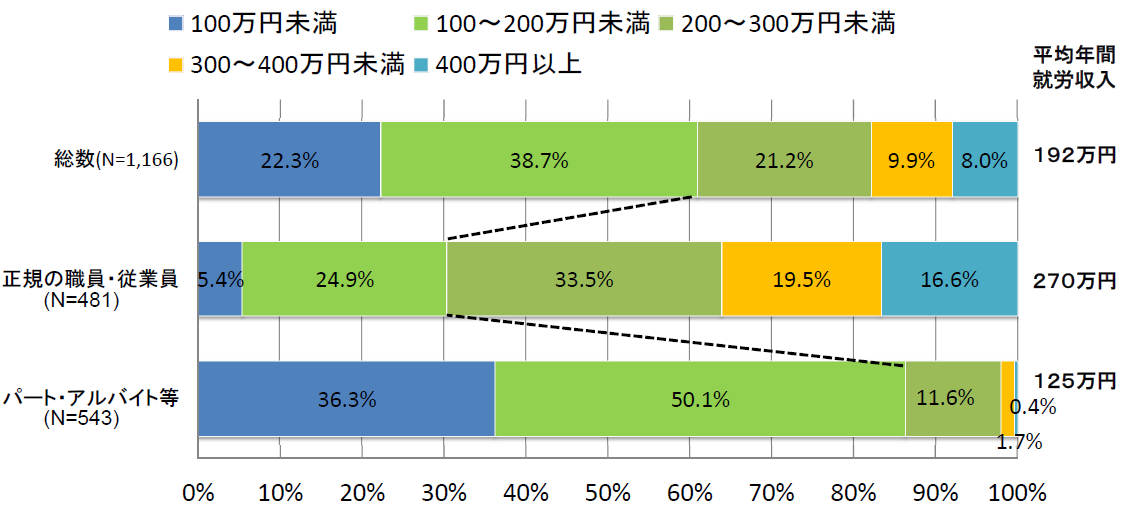 100万円未満 100～200万円未満 200～300万円未満
300～400万円未満 400万円以上
平均年間
就労収入
総数(N=1,166)
22.3% 38.7% 21.2% 9.9% 8.0%
192万円
正規の職員・従業員
(N=481)
5.4% 24.9% 33.5% 19.5% 16.6%
270万円
パート・アルバイト等
(N=543)
36.3% 50.1% 11.6% 1.7% 0.4%
125万円
0% 10% 20% 30% 40% 50% 60% 70% 80% 90% 100%